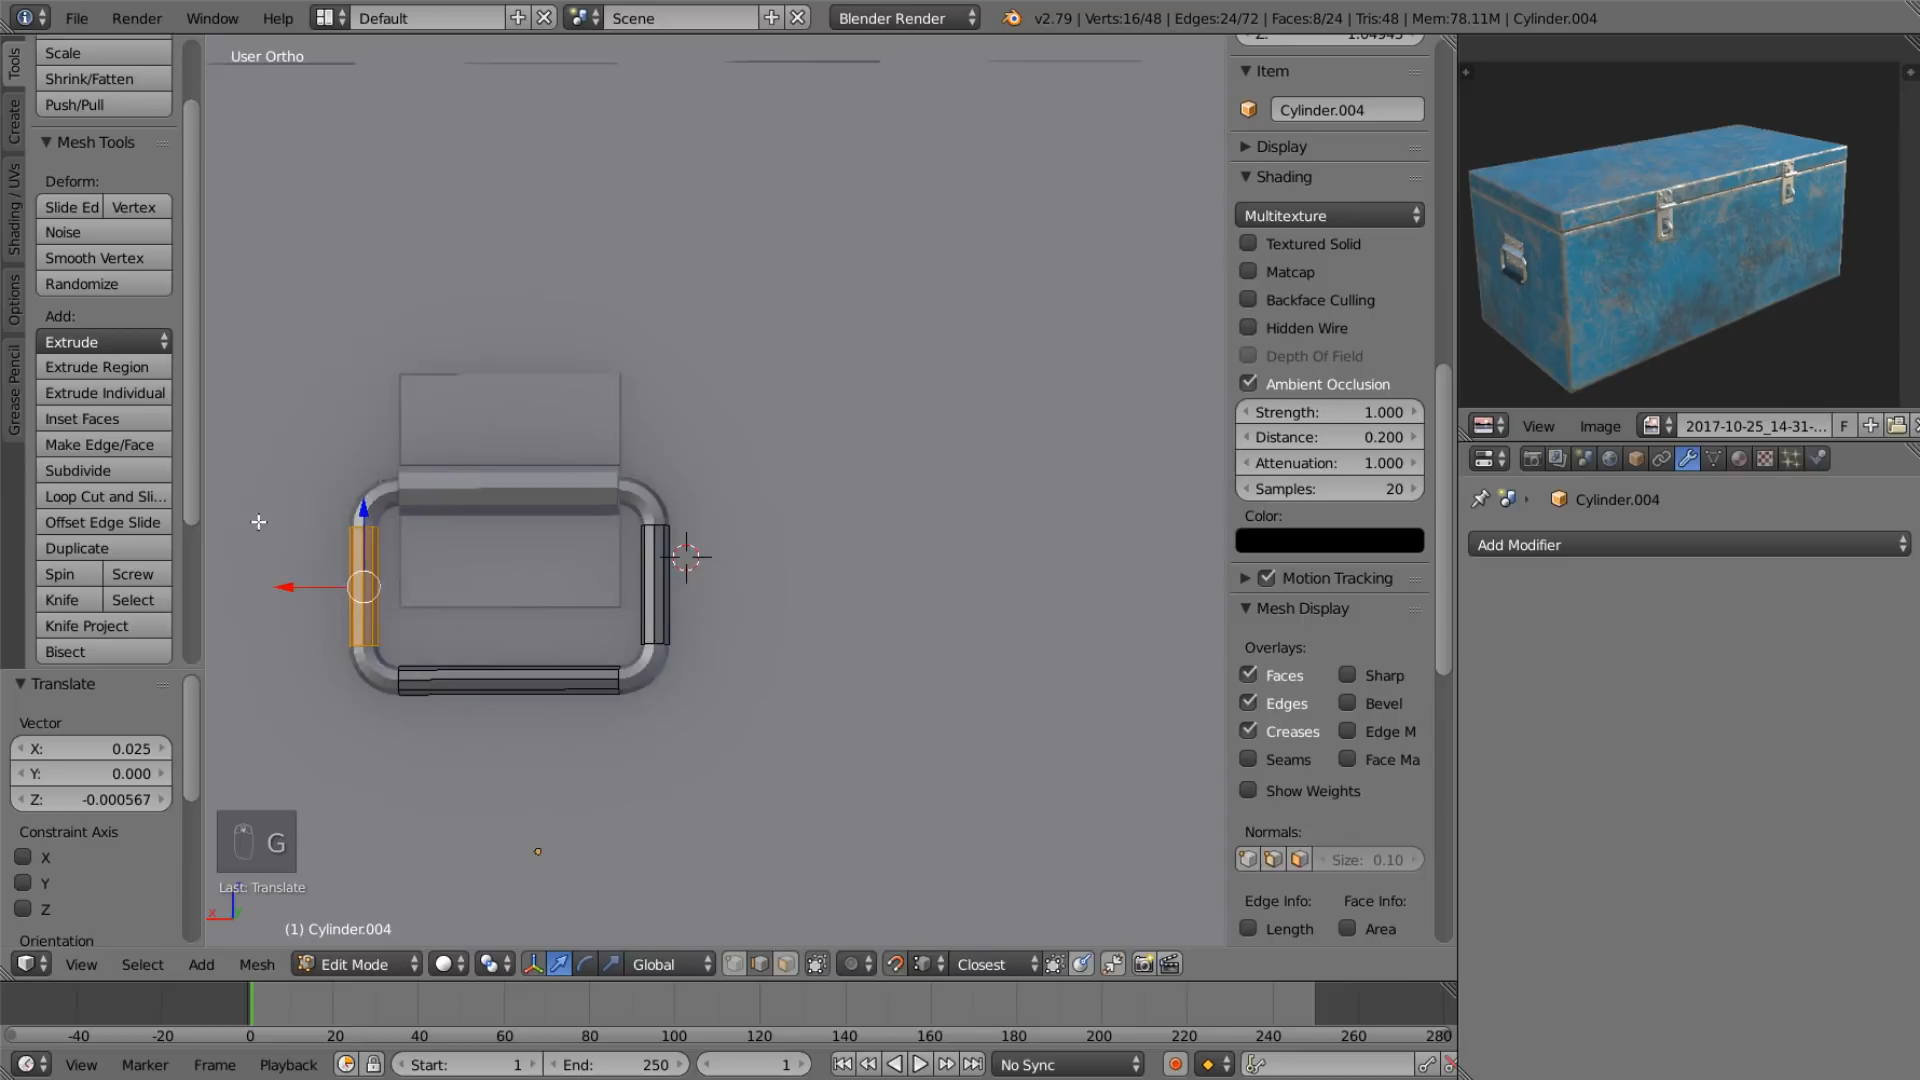 File Render Window Help Default Scene Blender Render v2.79 | Verts:16/48 | Edges:24/72 | Faces:8/24 | Tris:48 | Mem:78.11M | Cylinder.004
Tools
Create
Shading / UVs
Options
Grease Pencil
Scale
Shrink/Fatten
Push/Pull
Mesh Tools
Deform:
Slide Ed Vertex
Noise
Smooth Vertex
Randomize
Add:
Extrude
Extrude Region
Extrude Individual
Inset Faces
Make Edge/Face
Subdivide
Loop Cut and Sli...
Offset Edge Slide
Duplicate
Spin Screw
Knife Select
Knife Project
Bisect
Translate
Vector
X: 0.025
Y: 0.000
Z: -0.000567
Constraint Axis
X
Y
Z
Orientation
User Ortho
G
Last: Translate
x
(1) Cylinder.004
Z: 1.04945
Item
Cylinder.004
Display
Shading
Multitexture
Textured Solid
Matcap
Backface Culling
Hidden Wire
Depth Of Field
Ambient Occlusion
Strength: 1.000
Distance: 0.200
Attenuation: 1.000
Samples: 20
Color:
Motion Tracking
Mesh Display
Overlays:
Faces Sharp
Edges Bevel
Creases Edge M
Seams Face Ma
Show Weights
Normals:
Size: 0.10
Edge Info: Face Info:
Length Area
View Image 2017-10-25_14-31-... F
Cylinder.004
Add Modifier
View Select Add Mesh Edit Mode Global Closest
-40 -20 0 20 40 60 80 100 120 140 160 180 200 220 240 260 280
View Marker Frame Playback Start: 1 End: 250 1 No Sync